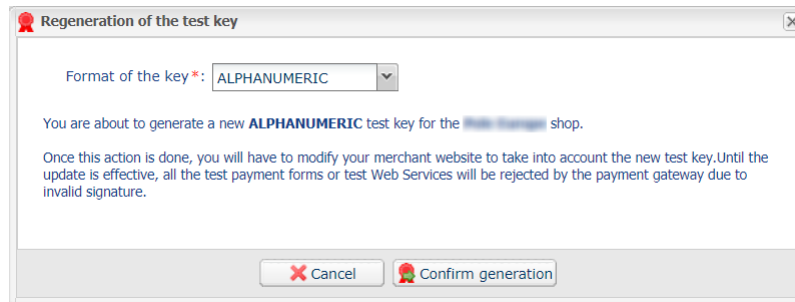 Regeneration of the test key
Format of the key*: ALPHANUMERIC
You are about to generate a new ALPHANUMERIC test key for the shop.
Once this action is done, you will have to modify your merchant website to take into account the new test key.Until the
update is effective, all the test payment forms or test Web Services will be rejected by the payment gateway due to
invalid signature.
Cancel Confirm generation